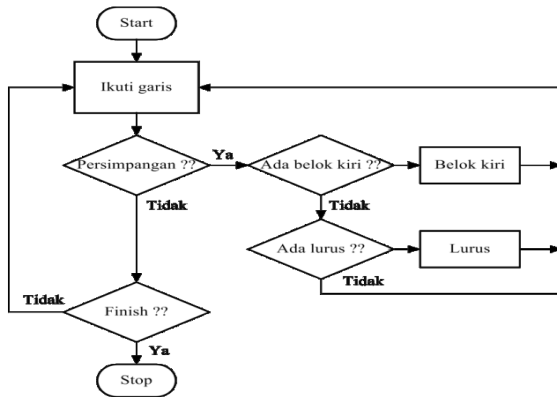 Start
Ikuti garis
Persimpangan ??
Ya
Ada belok kiri ??
Belok kiri
Tidak
Tidak
Ada lurus ??
Lurus
Tidak
Tidak
Finish ??
Ya
Stop